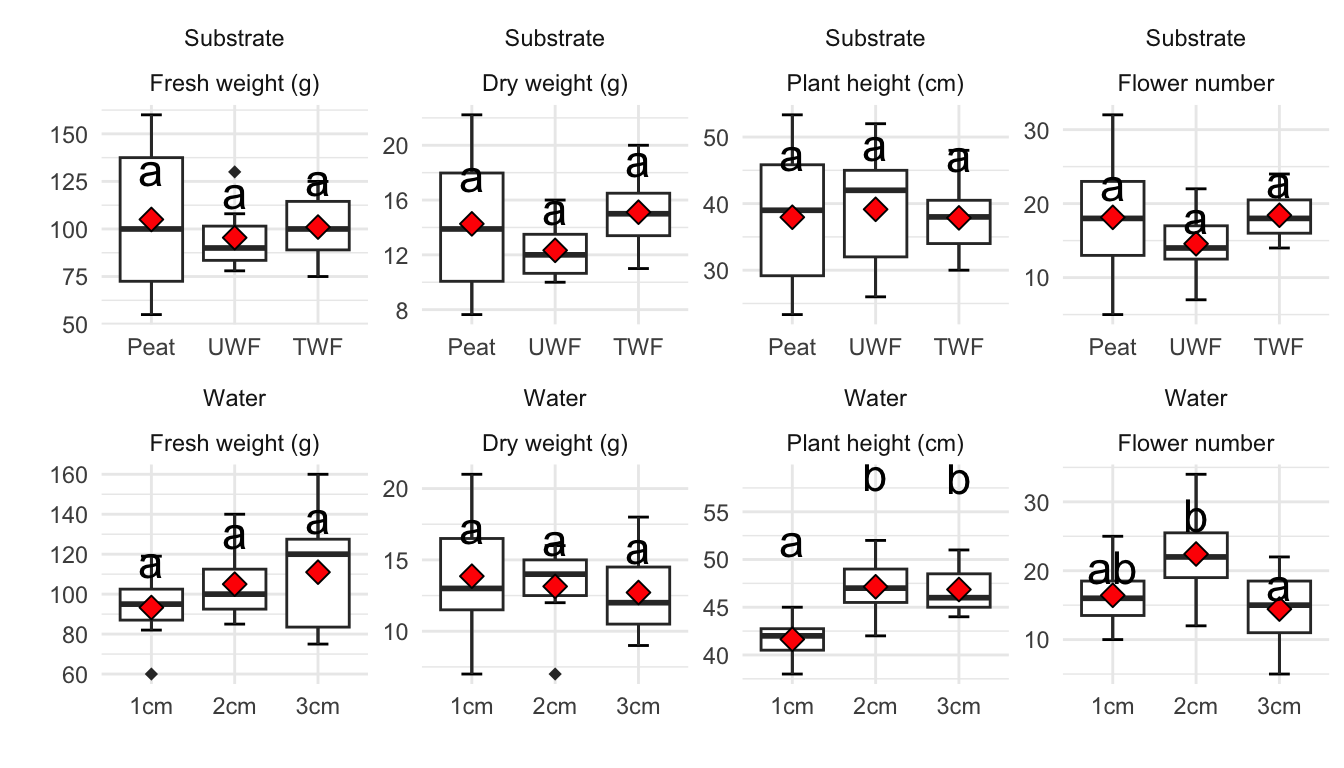 Substrate Substrate Substrate Substrate
Fresh weight (g) Dry weight (g) Plant height (cm) Flower number
150 125 100 75 50
a a a
20 16 12 8
a a a
50 40 30
a a a
30 20 10
a a a
Peat UWF TWF Peat UWF TWF Peat UWF TWF Peat UWF TWF
Water Water Water Water
Fresh weight (g) Dry weight (g) Plant height (cm) Flower number
160 140 120 100 80 60
a a a
20 15 10
a a a
55 50 45 40
a b b
30 20 10
ab b a
1cm 2cm 3cm 1cm 2cm 3cm 1cm 2cm 3cm 1cm 2cm 3cm